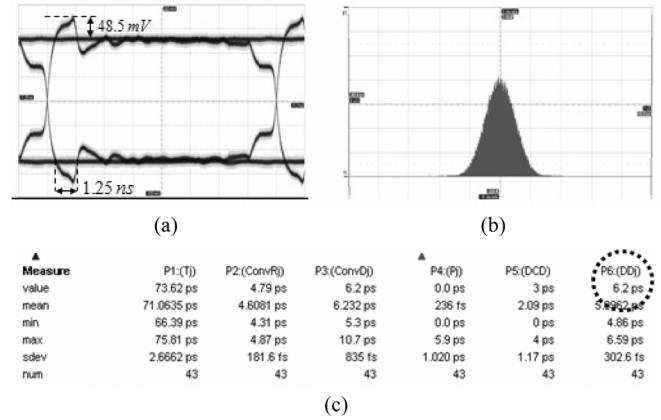 48.5 mV
1.25 ns
(a)
(b)
Measure P1:(Tj) P2:(ConvRj) P3:(ConvDj) P4:(Pj) P5:(DCD) P6:(DDj)
value 73.62 ps 4.79 ps 6.2 ps 0.0 ps 3 ps 6.2 ps
mean 71.0635 ps 4.6081 ps 6.232 ps 236 fs 2.09 ps 5.8962 ps
min 66.39 ps 4.31 ps 5.3 ps 0.0 ps 0 ps 4.86 ps
max 75.81 ps 4.87 ps 10.7 ps 5.9 ps 4 ps 6.59 ps
sdev 2.6662 ps 181.6 fs 835 fs 1.020 ps 1.17 ps 302.6 fs
num 43 43 43 43 43 43
(c)